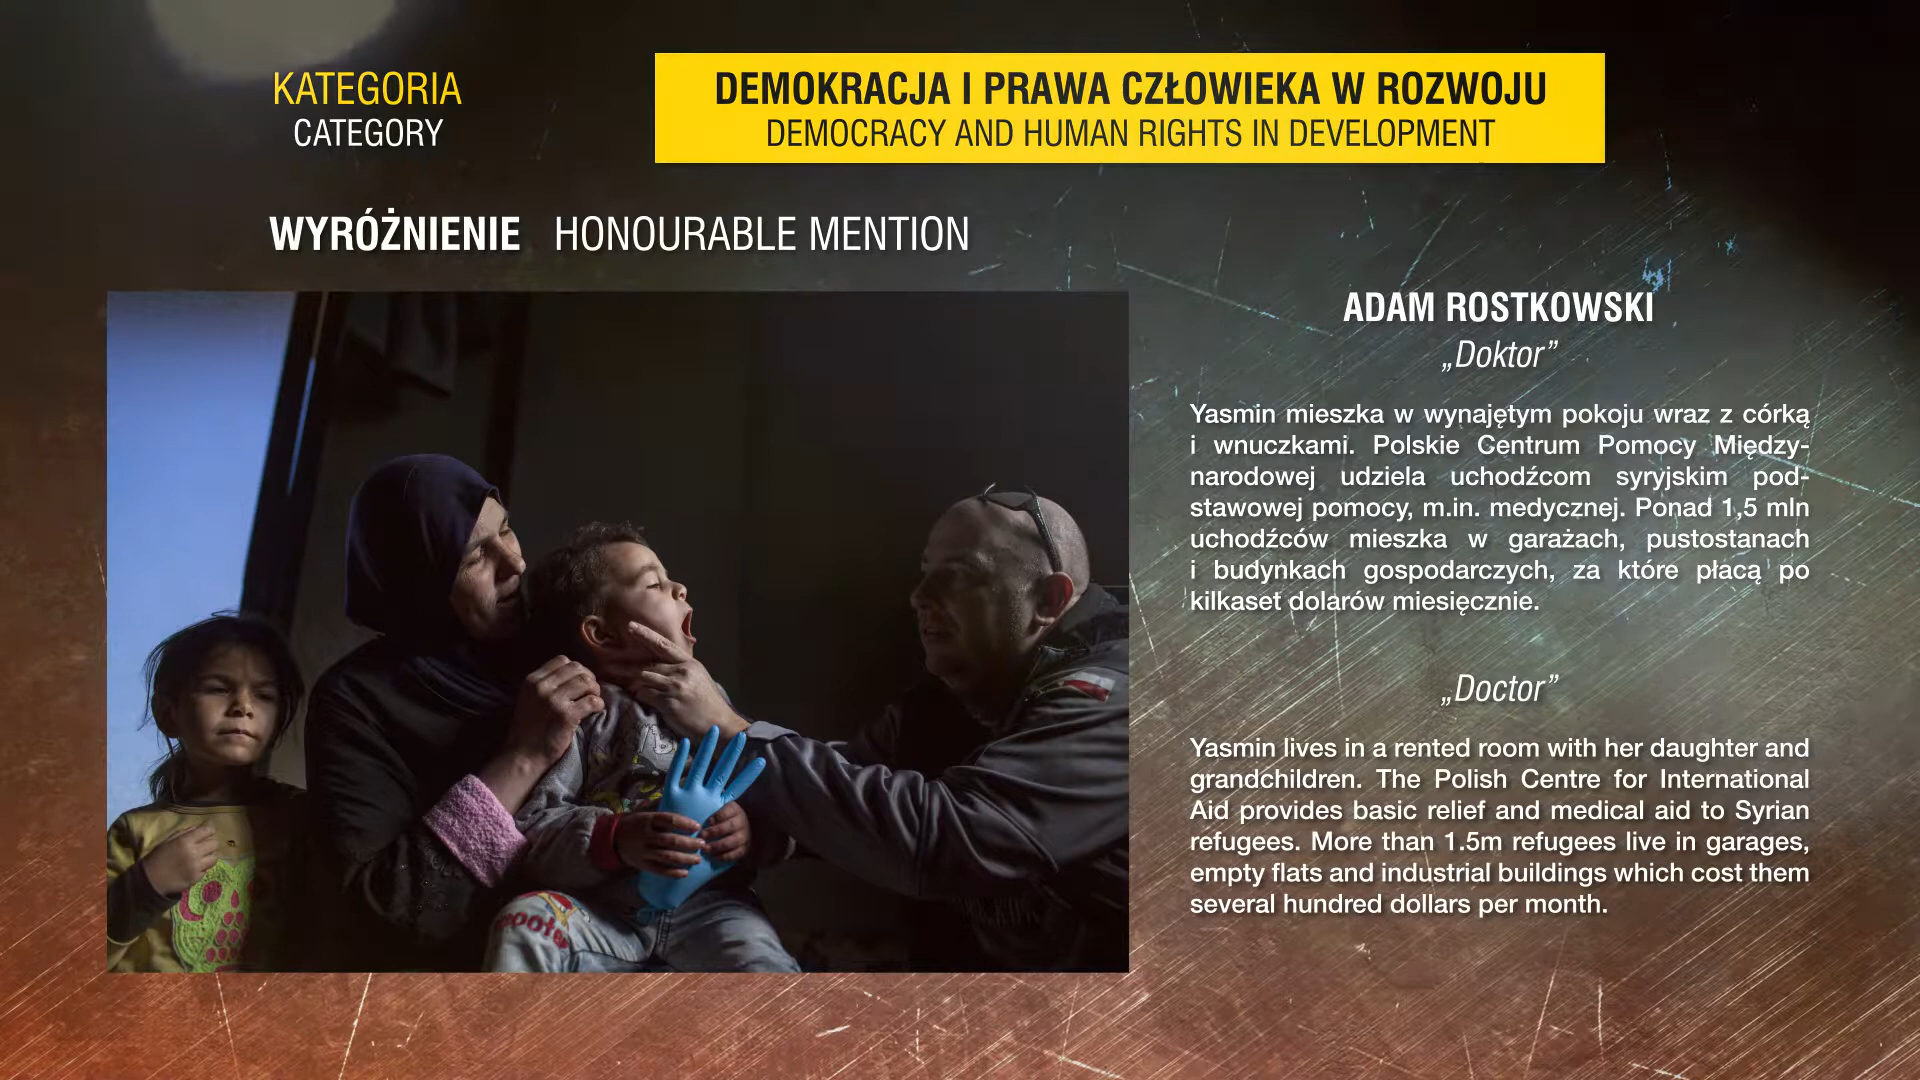 KATEGORIA
CATEGORY
DEMOKRACJA I PRAWA CZŁOWIEKA W ROZWOJU
DEMOCRACY AND HUMAN RIGHTS IN DEVELOPMENT
WYRÓŻNIENIE HONOURABLE MENTION
ADAM ROSTKOWSKI
„Doktor”
Yasmin mieszka w wynajętym pokoju wraz z córką
i wnuczkami. Polskie Centrum Pomocy Między-
narodowej udziela uchodźcom syryjskim pod-
stawowej pomocy, m.in. medycznej. Ponad 1,5 mln
uchodźców mieszka w garażach, pustostanach
i budynkach gospodarczych, za które płacą po
kilkaset dolarów miesięcznie.
„Doctor”
Yasmin lives in a rented room with her daughter and
grandchildren. The Polish Centre for International
Aid provides basic relief and medical aid to Syrian
refugees. More than 1.5m refugees live in garages,
empty flats and industrial buildings which cost them
several hundred dollars per month.